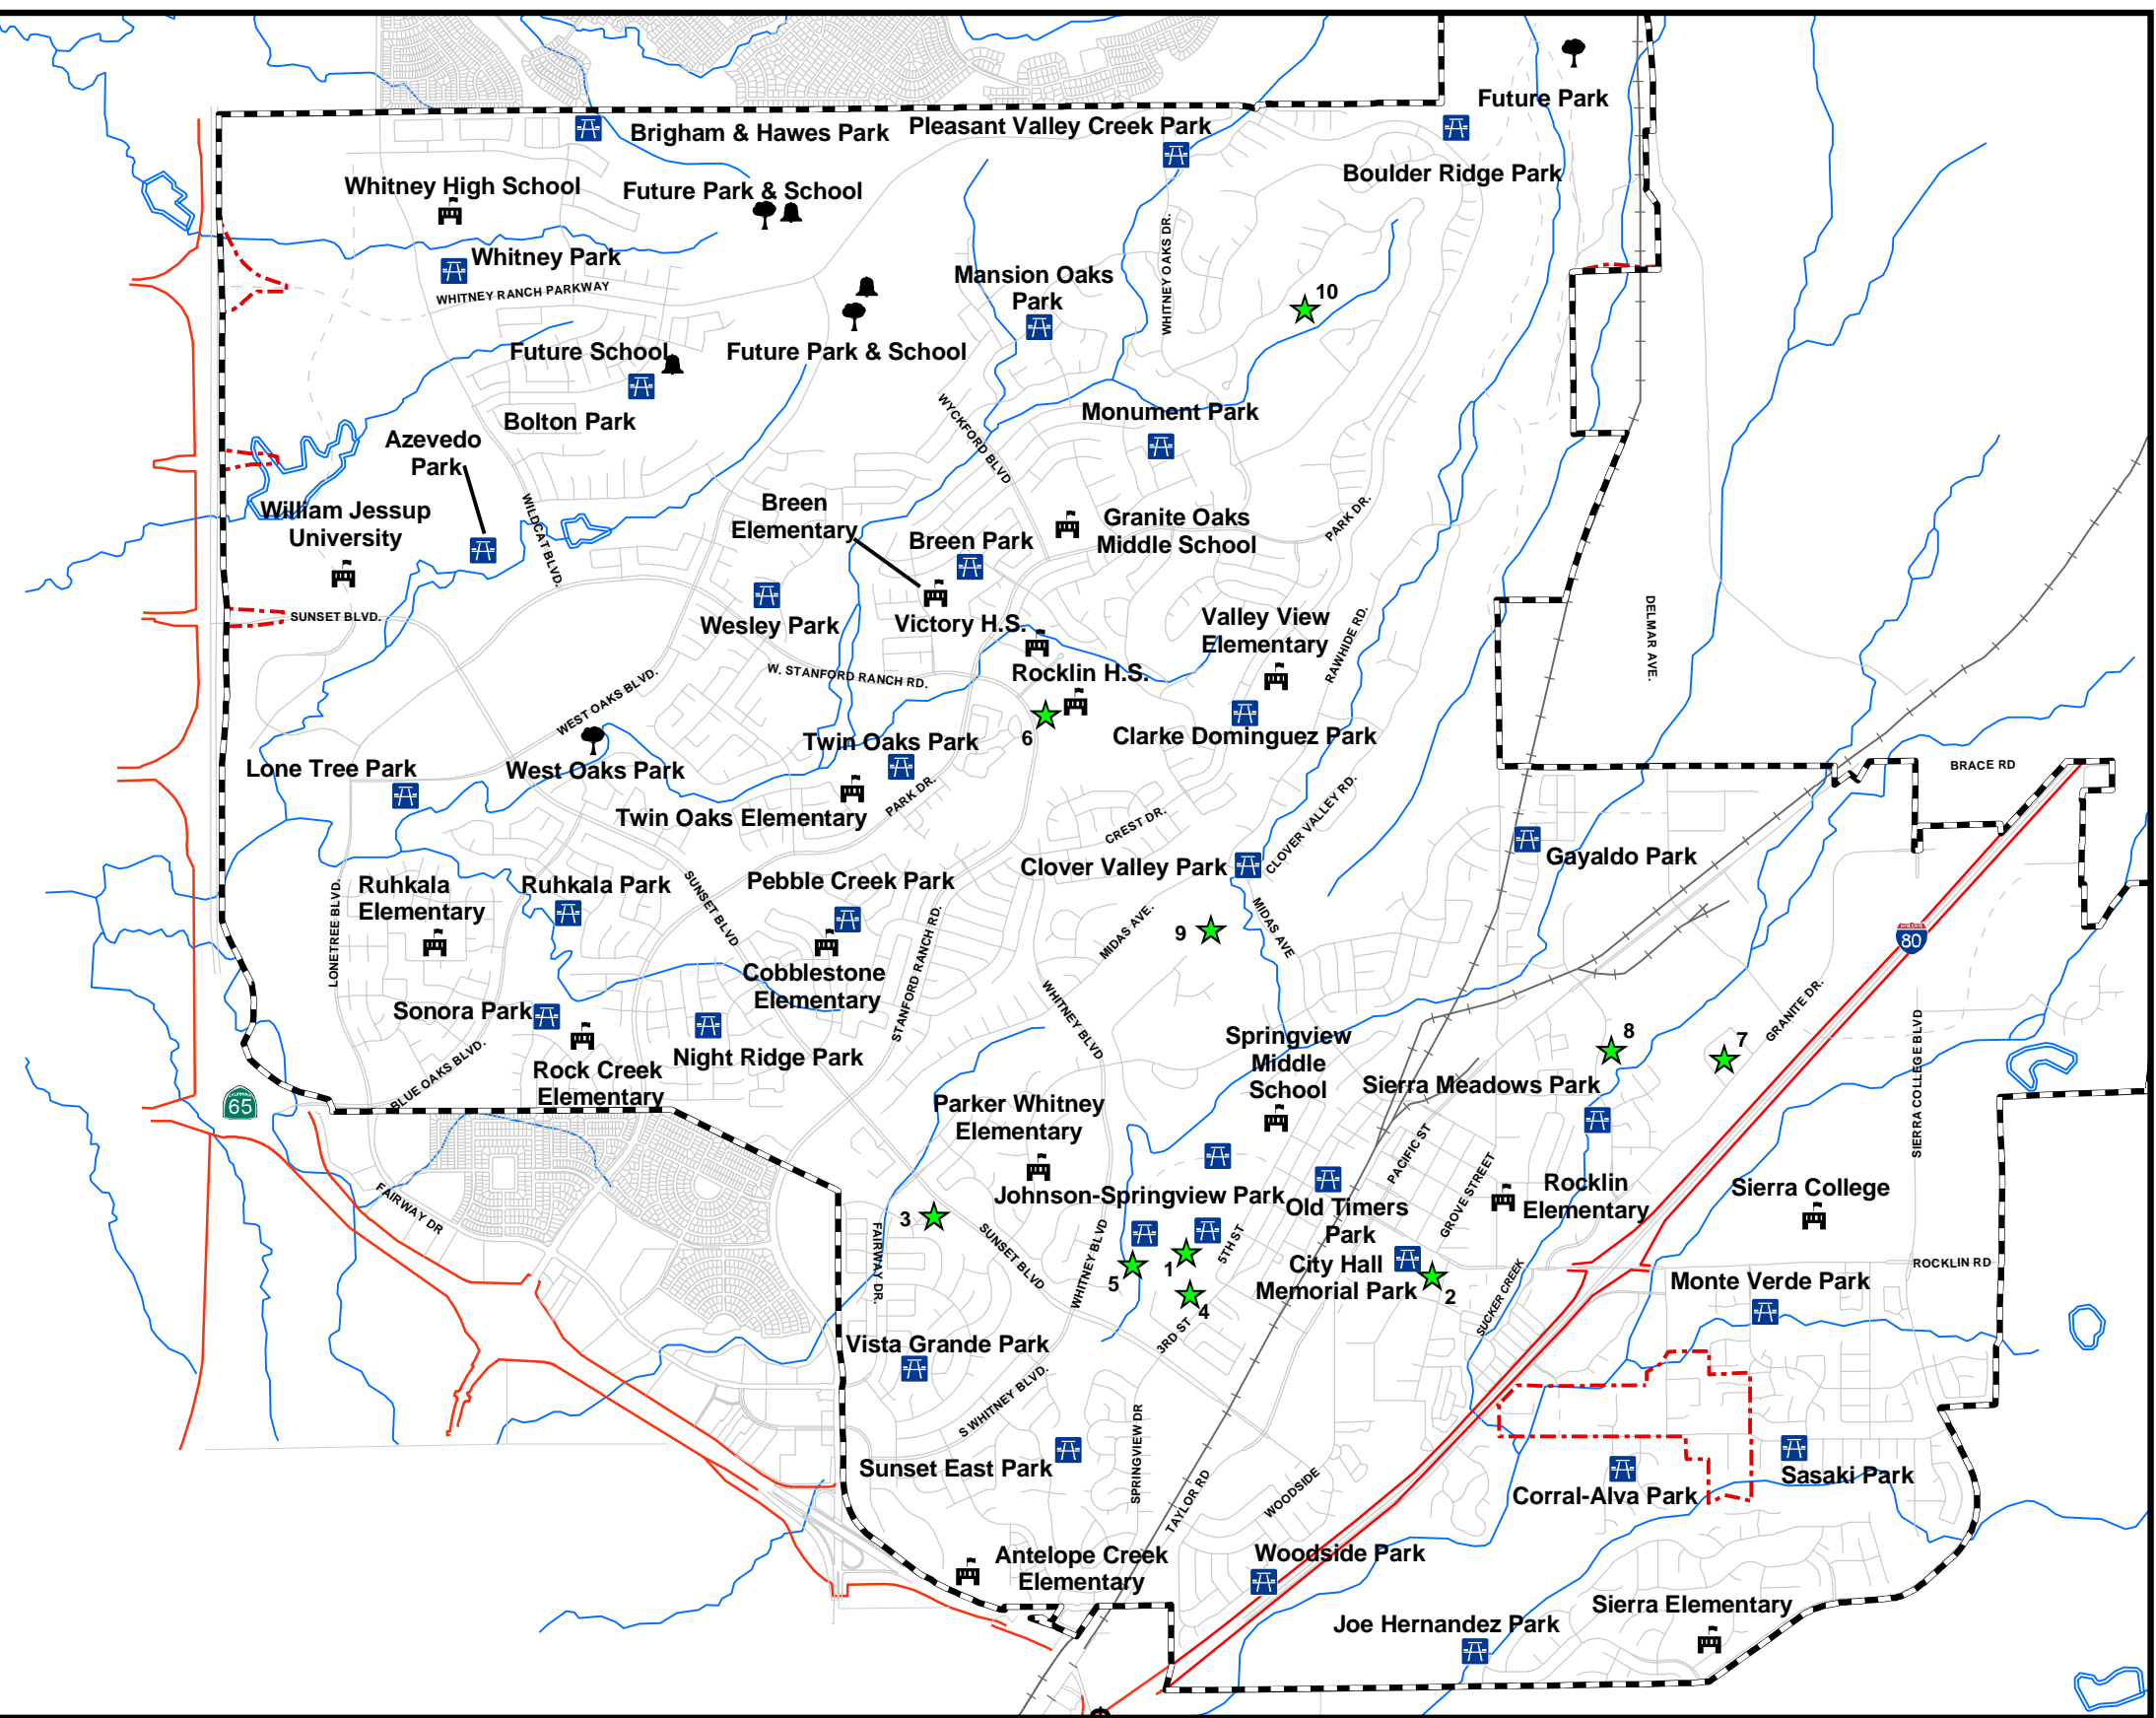 Future Park
Brigham & Hawes Park
Pleasant Valley Creek Park
Boulder Ridge Park
Whitney High School
Future Park & School
Whitney Park
WHITNEY RANCH PARKWAY
Mansion Oaks
Park
WHITNEY OAKS DR.
10
Future School
Future Park & School
Bolton Park
WYCKFORD BLVD
Monument Park
Azevedo
Park
William Jessup
University
WILDCAT BLVD.
Breen
Elementary
Breen Park
Granite Oaks
Middle School
PARK DR.
SUNSET BLVD.
Wesley Park
Victory H.S.
Valley View
Elementary
RAWHIDE RD.
DELMAR AVE.
W. STANFORD RANCH RD.
Rocklin H.S.
WEST OAKS BLVD.
6
Clarke Dominguez Park
Twin Oaks Park
Lone Tree Park
West Oaks Park
BRACE RD
PARK DR.
Twin Oaks Elementary
CREST DR.
CLOVER VALLEY RD.
Clover Valley Park
Gayaldo Park
Ruhkala
Elementary
Ruhkala Park
SUNSET BLVD
Pebble Creek Park
LONETREE BLVD.
STANFORD RANCH RD.
MIDAS AVE.
9
MIDAS AVE
80
Cobblestone
Elementary
Sonora Park
WHITNEY BLVD
GRANITE DR.
SIERRA COLLEGE BLVD
Night Ridge Park
BLUE OAKS BLVD.
Rock Creek
Elementary
Springview
Middle
School
8
7
65
Sierra Meadows Park
Parker Whitney
Elementary
PACIFIC ST
GROVE STREET
Rocklin
Elementary
Sierra College
Johnson-Springview Park
Old Timers
Park
FAIRWAY DR
3
FAIRWAY DR.
SUNSET BLVD
WHITNEY BLVD
5
1
5TH ST
4
City Hall
Memorial Park
2
SUCKER CREEK
ROCKLIN RD
Monte Verde Park
Vista Grande Park
3RD ST
S WHITNEY BLVD.
SPRINGVIEW DR
Sunset East Park
TAYLOR RD
WOODSIDE
Corral-Alva Park
Sasaki Park
Antelope Creek
Elementary
Woodside Park
Sierra Elementary
Joe Hernandez Park